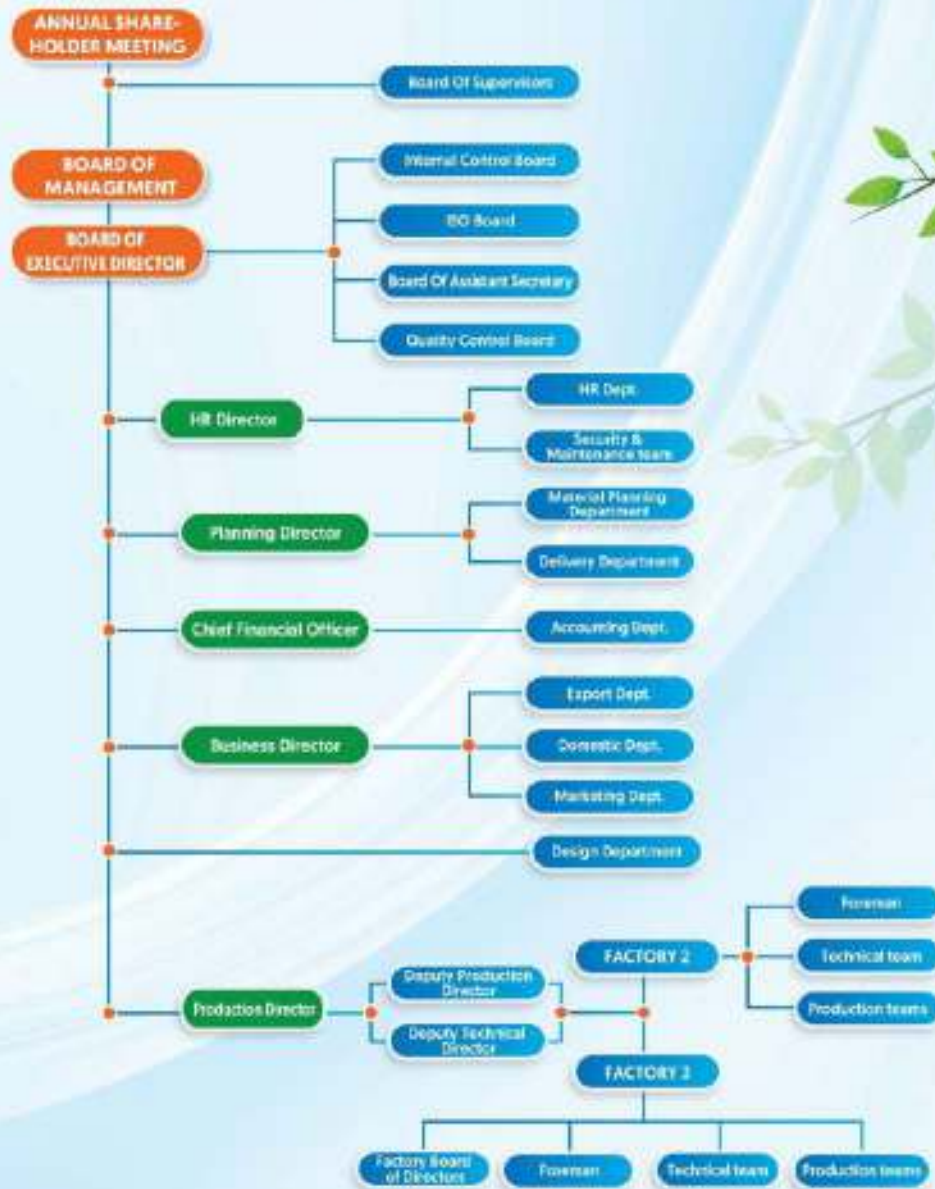 ANNUAL SHARE-
HOLDER MEETING
Board Of Supervisors
BOARD OF
MANAGEMENT
Internal Control Board
ISO Board
BOARD OF
EXECUTIVE DIRECTOR
Board Of Assistant Secretary
Quality Control Board
HR Director
HR Dept.
Security &
Maintenance team
Planning Director
Material Planning
Department
Delivery Department
Chief Financial Officer
Accounting Dept.
Business Director
Export Dept.
Domestic Dept.
Marketing Dept.
Design Department
Production Director
Deputy Production
Director
Deputy Technical
Director
FACTORY 2
Foreman
Technical team
Production teams
FACTORY 3
Factory Board
of Directors
Foreman
Technical team
Production teams